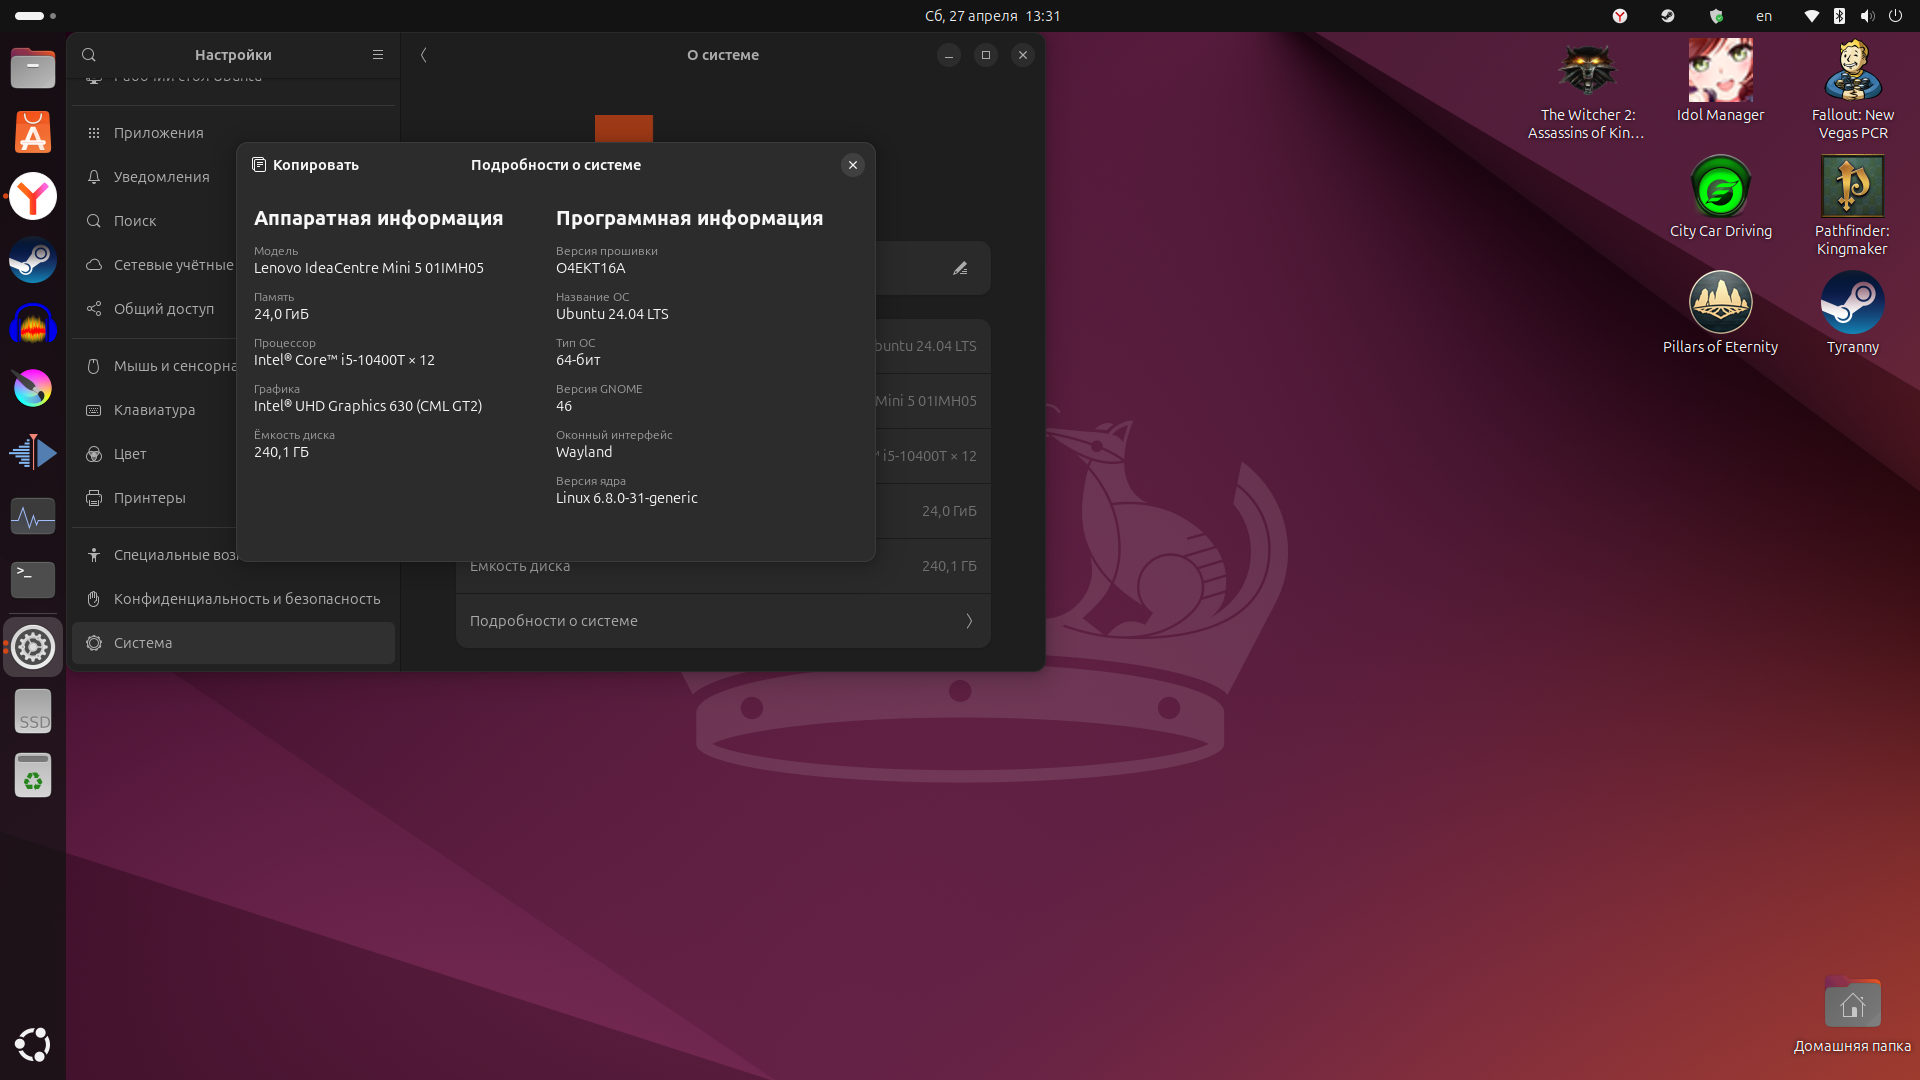 Сб, 27 апреля 13:31
en
Настройки
О системе
Приложения
Уведомления
Поиск
Сетевые учётные
Общий доступ
Мышь и сенсорна
Клавиатура
Цвет
Принтеры
Специальные воз
Конфиденциальность и безопасность
Система
Копировать
Подробности о системе
Аппаратная информация
Модель
Lenovo IdeaCentre Mini 5 01IMH05
Память
24,0 ГиБ
Процессор
Intel® Core™ i5-10400T × 12
Графика
Intel® UHD Graphics 630 (CML GT2)
Ёмкость диска
240,1 ГБ
Программная информация
Версия прошивки
O4EKT16A
Название ОС
Ubuntu 24.04 LTS
Тип ОС
64-бит
Версия GNOME
46
Оконный интерфейс
Wayland
Версия ядра
Linux 6.8.0-31-generic
buntu 24.04 LTS
Mini 5 01IMH05
™ i5-10400T × 12
24,0 ГиБ
Ёмкость диска
240,1 ГБ
Подробности о системе
The Witcher 2:
Assassins of Kin…
Idol Manager
Fallout: New
Vegas PCR
City Car Driving
Pathfinder:
Kingmaker
Pillars of Eternity
Tyranny
>_
SSD
Домашняя папка